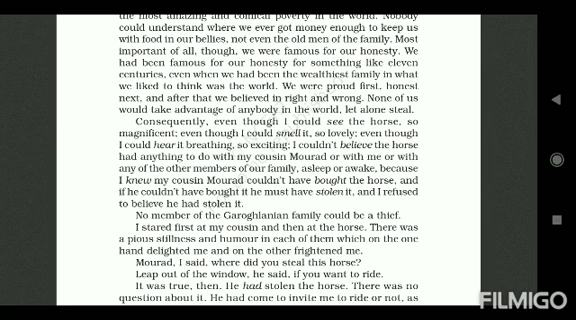 the most amazing and comical poverty in the world. Nobody
could understand where we ever got money enough to keep us
with food in our bellies, not even the old men of the family. Most
important of all, though, we were famous for our honesty. We
had been famous for our honesty for something like eleven
centuries, even when we had been the wealthiest family in what
we liked to think was the world. We were proud first, honest
next, and after that we believed in right and wrong. None of us
would take advantage of anybody in the world, let alone steal.
Consequently, even though I could see the horse, so
magnificent; even though I could smell it, so lovely; even though
I could hear it breathing, so exciting; I couldn't believe the horse
had anything to do with my cousin Mourad or with me or with
any of the other members of our family, asleep or awake, because
I knew my cousin Mourad couldn't have bought the horse, and
if he couldn't have bought it he must have stolen it, and I refused
to believe he had stolen it.
No member of the Garoghlanian family could be a thief.
I stared first at my cousin and then at the horse. There was
a pious stillness and humour in each of them which on the one
hand delighted me and on the other frightened me.
Mourad, I said, where did you steal this horse?
Leap out of the window, he said, if you want to ride.
It was true, then. He had stolen the horse. There was no
question about it. He had come to invite me to ride or not, as
FILMIGO